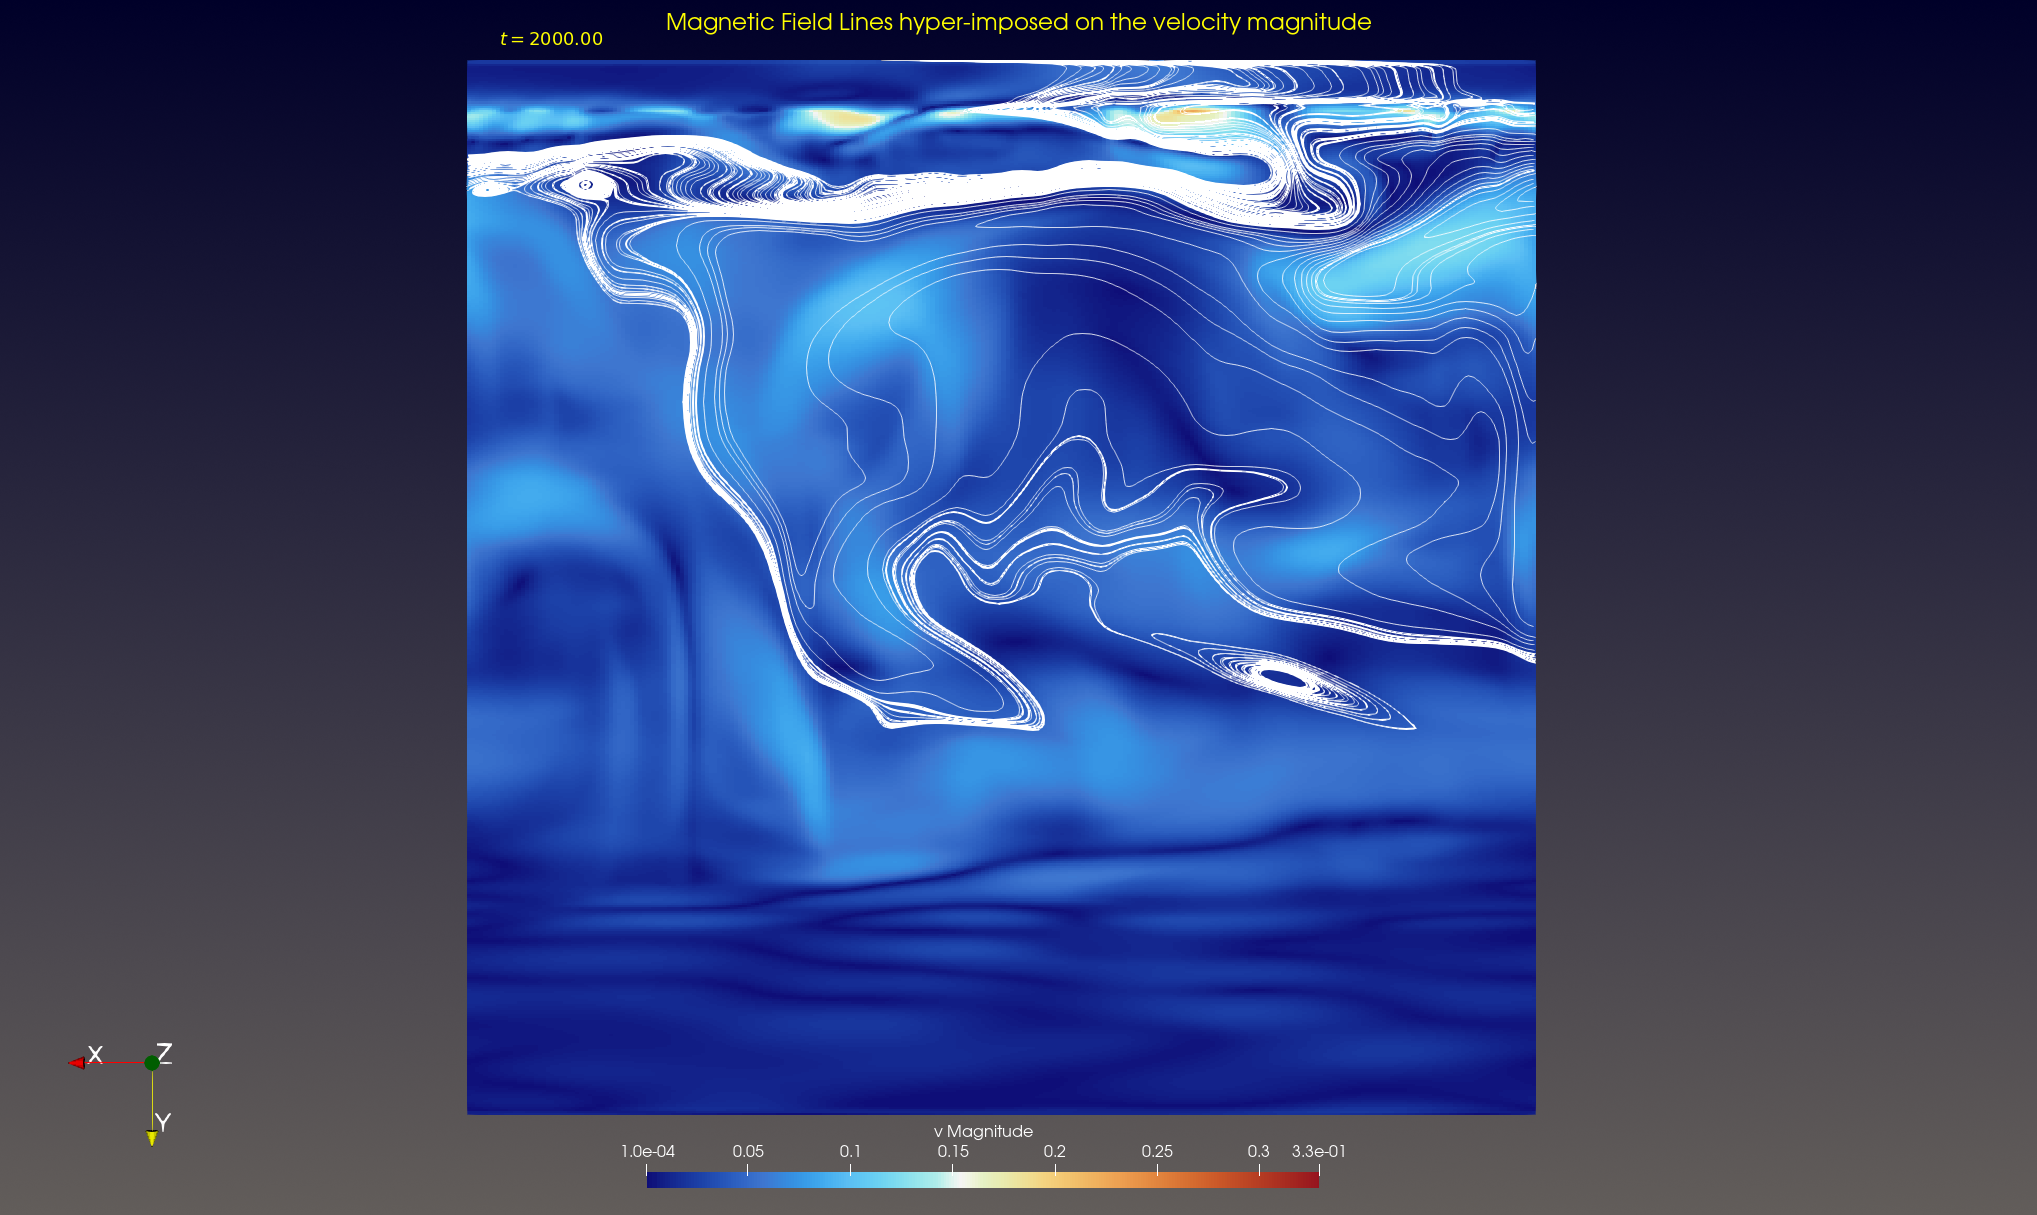 Magnetic Field Lines hyper-imposed on the velocity magnitude
t = 2000.00
X Z
Y
v Magnitude
1.0e-04 0.05 0.1 0.15 0.2 0.25 0.3 3.3e-01